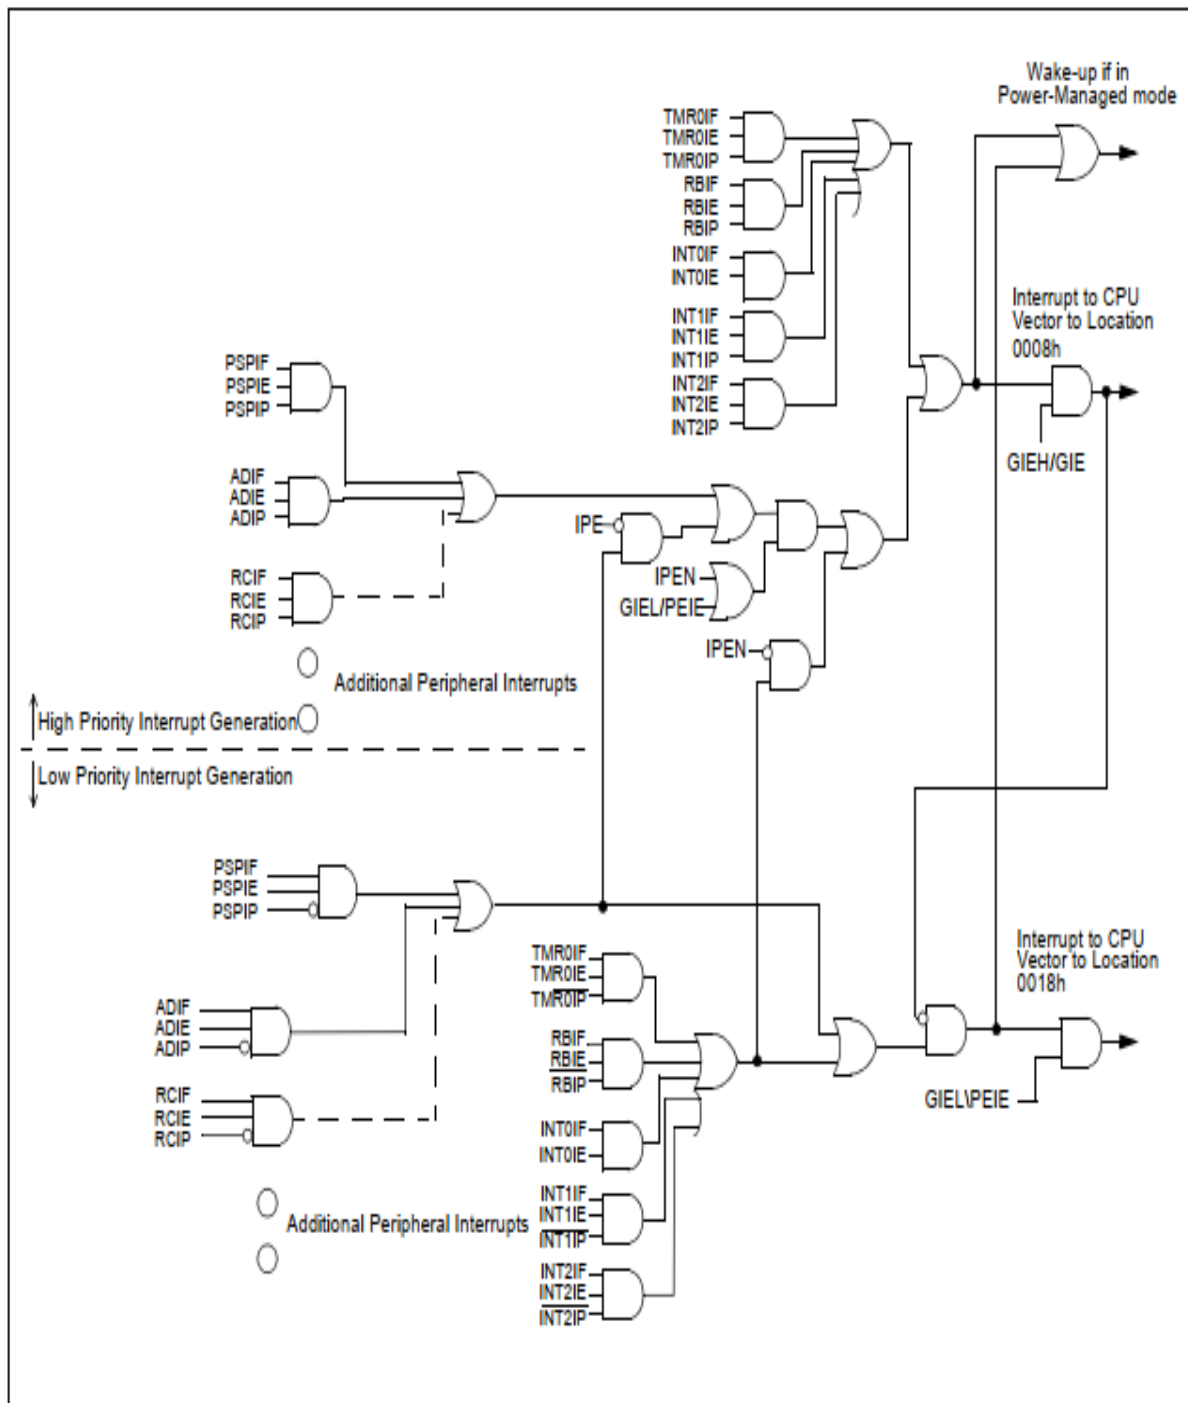 Wake-up if in
Power-Managed mode
TMR0IF
TMR0IE
TMR0IP
RBIF
RBIE
RBIP
INT0IF
INT0IE
INT1IF
INT1IE
INT1IP
INT2IF
INT2IE
INT2IP
Interrupt to CPU
Vector to Location
0008h
GIEH/GIE
PSPIF
PSPIE
PSPIP
ADIF
ADIE
ADIP
RCIF
RCIE
RCIP
IPE
IPEN
GIEL/PEIE
IPEN
Additional Peripheral Interrupts
High Priority Interrupt Generation
Low Priority Interrupt Generation
PSPIF
PSPIE
PSPIP
ADIF
ADIE
ADIP
RCIF
RCIE
RCIP
Additional Peripheral Interrupts
TMR0IF
TMR0IE
TMR0IP
RBIF
RBIE
RBIP
INT0IF
INT0IE
INT1IF
INT1IE
INT1IP
INT2IF
INT2IE
INT2IP
Interrupt to CPU
Vector to Location
0018h
GIEL\PEIE